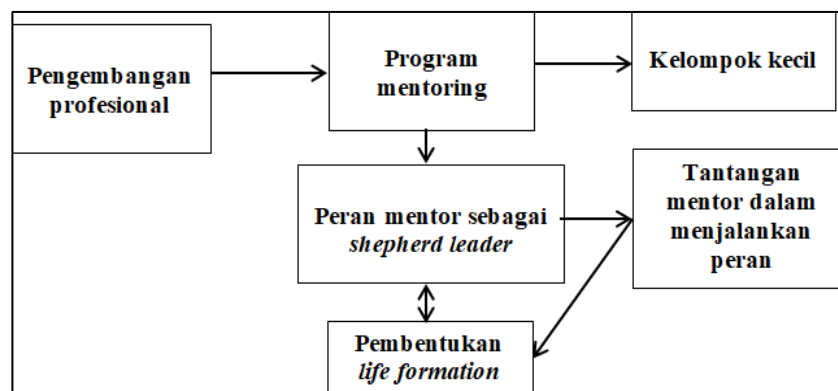 Pengembangan
profesional
Program
mentoring
Kelompok kecil
Peran mentor sebagai
shepherd leader
Tantangan
mentor dalam
menjalankan
peran
Pembentukan
life formation